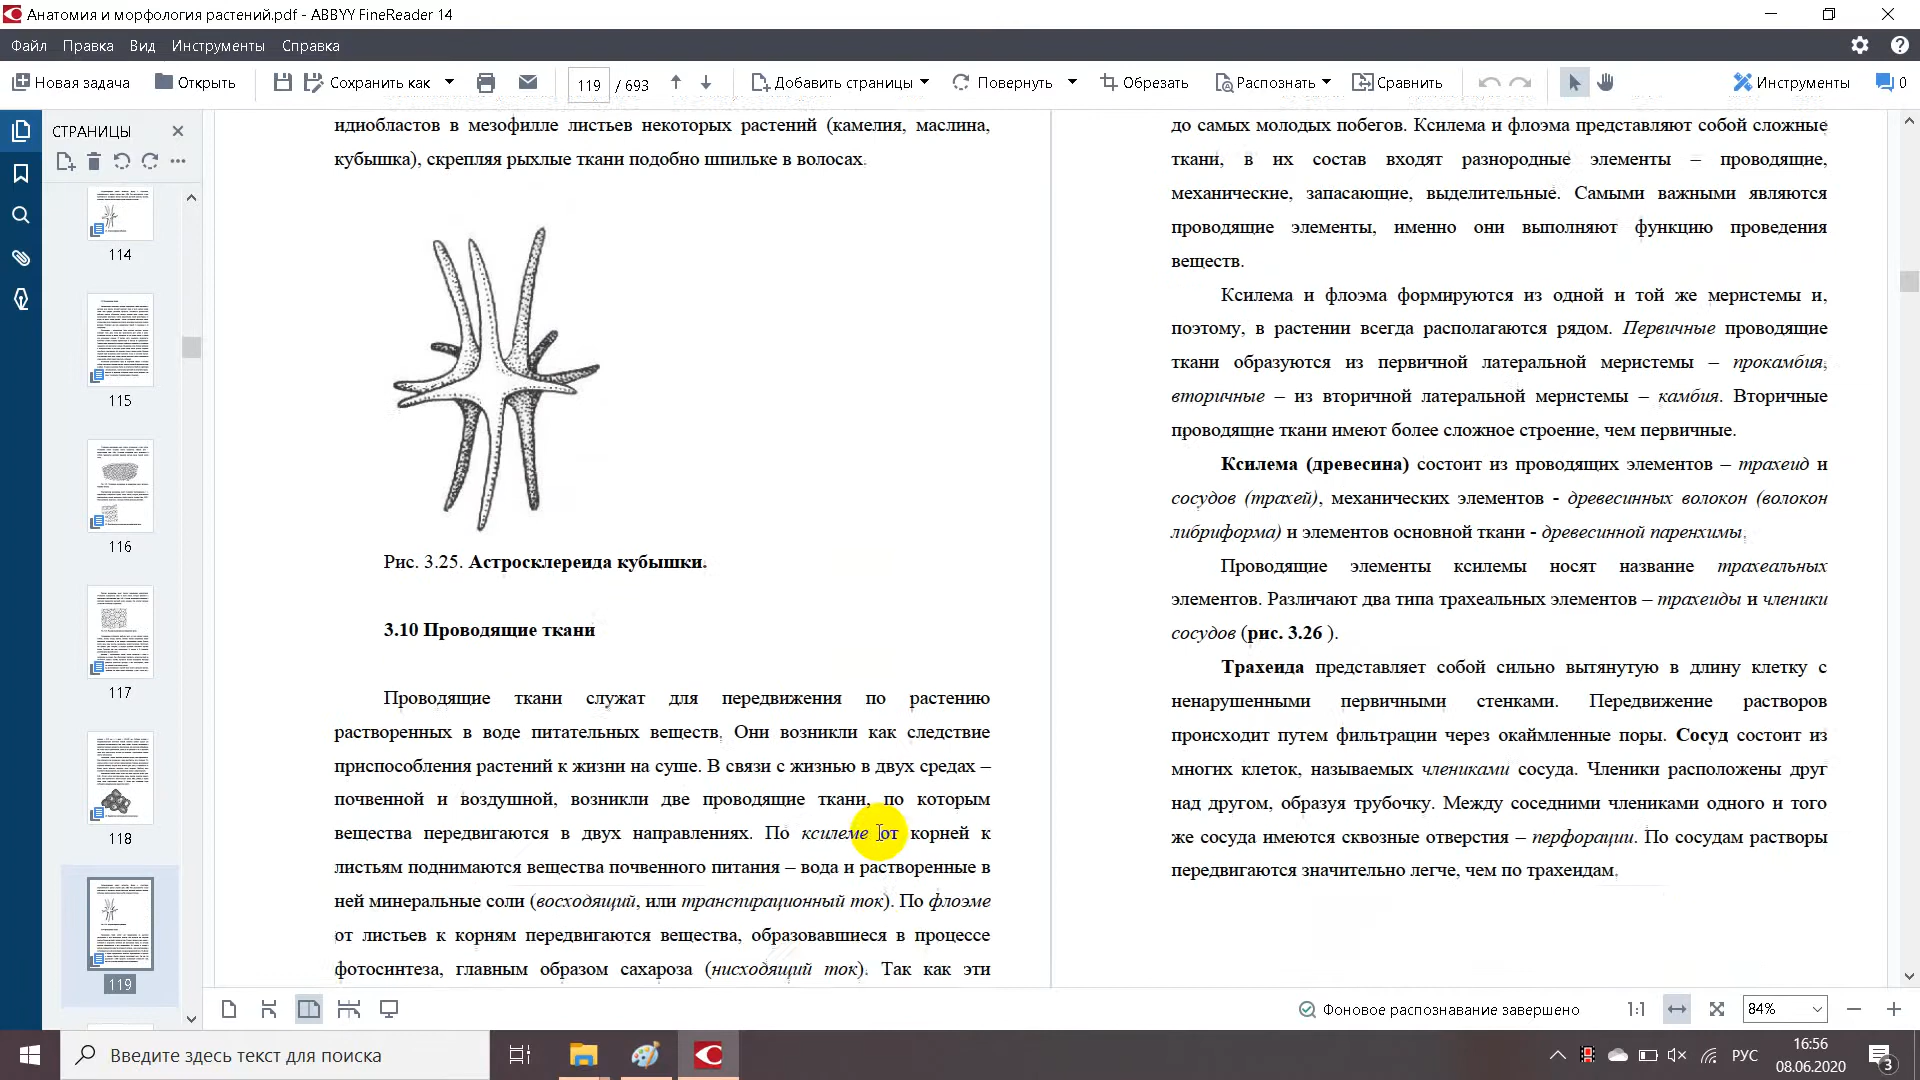 Анатомия и морфология растений.pdf - ABBYY FineReader 14
Файл Правка Вид Инструменты Справка
Новая задача Открыть Сохранить как 119 / 693 Добавить страницы Повернуть Обрезать Распознать Сравнить Инструменты 0
СТРАНИЦЫ
114
115
116
117
118
119
идиобластов в мезофилле листьев некоторых растений (камелия, маслина,
кубышка), скрепляя рыхлые ткани подобно шпильке в волосах.
Рис. 3.25. Астросклереида кубышки.
3.10 Проводящие ткани
Проводящие ткани служат для передвижения по растению
растворенных в воде питательных веществ. Они возникли как следствие
приспособления растений к жизни на суше. В связи с жизнью в двух средах –
почвенной и воздушной, возникли две проводящие ткани, по которым
вещества передвигаются в двух направлениях. По ксилеме от корней к
листьям поднимаются вещества почвенного питания – вода и растворенные в
ней минеральные соли (восходящий, или транспирационный ток). По флоэме
от листьев к корням передвигаются вещества, образовавшиеся в процессе
фотосинтеза, главным образом сахароза (нисходящий ток). Так как эти
до самых молодых побегов. Ксилема и флоэма представляют собой сложные
ткани, в их состав входят разнородные элементы – проводящие,
механические, запасающие, выделительные. Самыми важными являются
проводящие элементы, именно они выполняют функцию проведения
веществ.
Ксилема и флоэма формируются из одной и той же меристемы и,
поэтому, в растении всегда располагаются рядом. Первичные проводящие
ткани образуются из первичной латеральной меристемы – прокамбия,
вторичные – из вторичной латеральной меристемы – камбия. Вторичные
проводящие ткани имеют более сложное строение, чем первичные.
Ксилема (древесина) состоит из проводящих элементов – трахеид и
сосудов (трахей), механических элементов - древесинных волокон (волокон
либриформа) и элементов основной ткани - древесинной паренхимы.
Проводящие элементы ксилемы носят название трахеальных
элементов. Различают два типа трахеальных элементов – трахеиды и членики
сосудов (рис. 3.26 ).
Трахеида представляет собой сильно вытянутую в длину клетку с
ненарушенными первичными стенками. Передвижение растворов
происходит путем фильтрации через окаймленные поры. Сосуд состоит из
многих клеток, называемых члениками сосуда. Членики расположены друг
над другом, образуя трубочку. Между соседними члениками одного и того
же сосуда имеются сквозные отверстия – перфорации. По сосудам растворы
передвигаются значительно легче, чем по трахеидам.
Фоновое распознавание завершено 1:1 84%
Введите здесь текст для поиска
РУС
16:56
08.06.2020
3